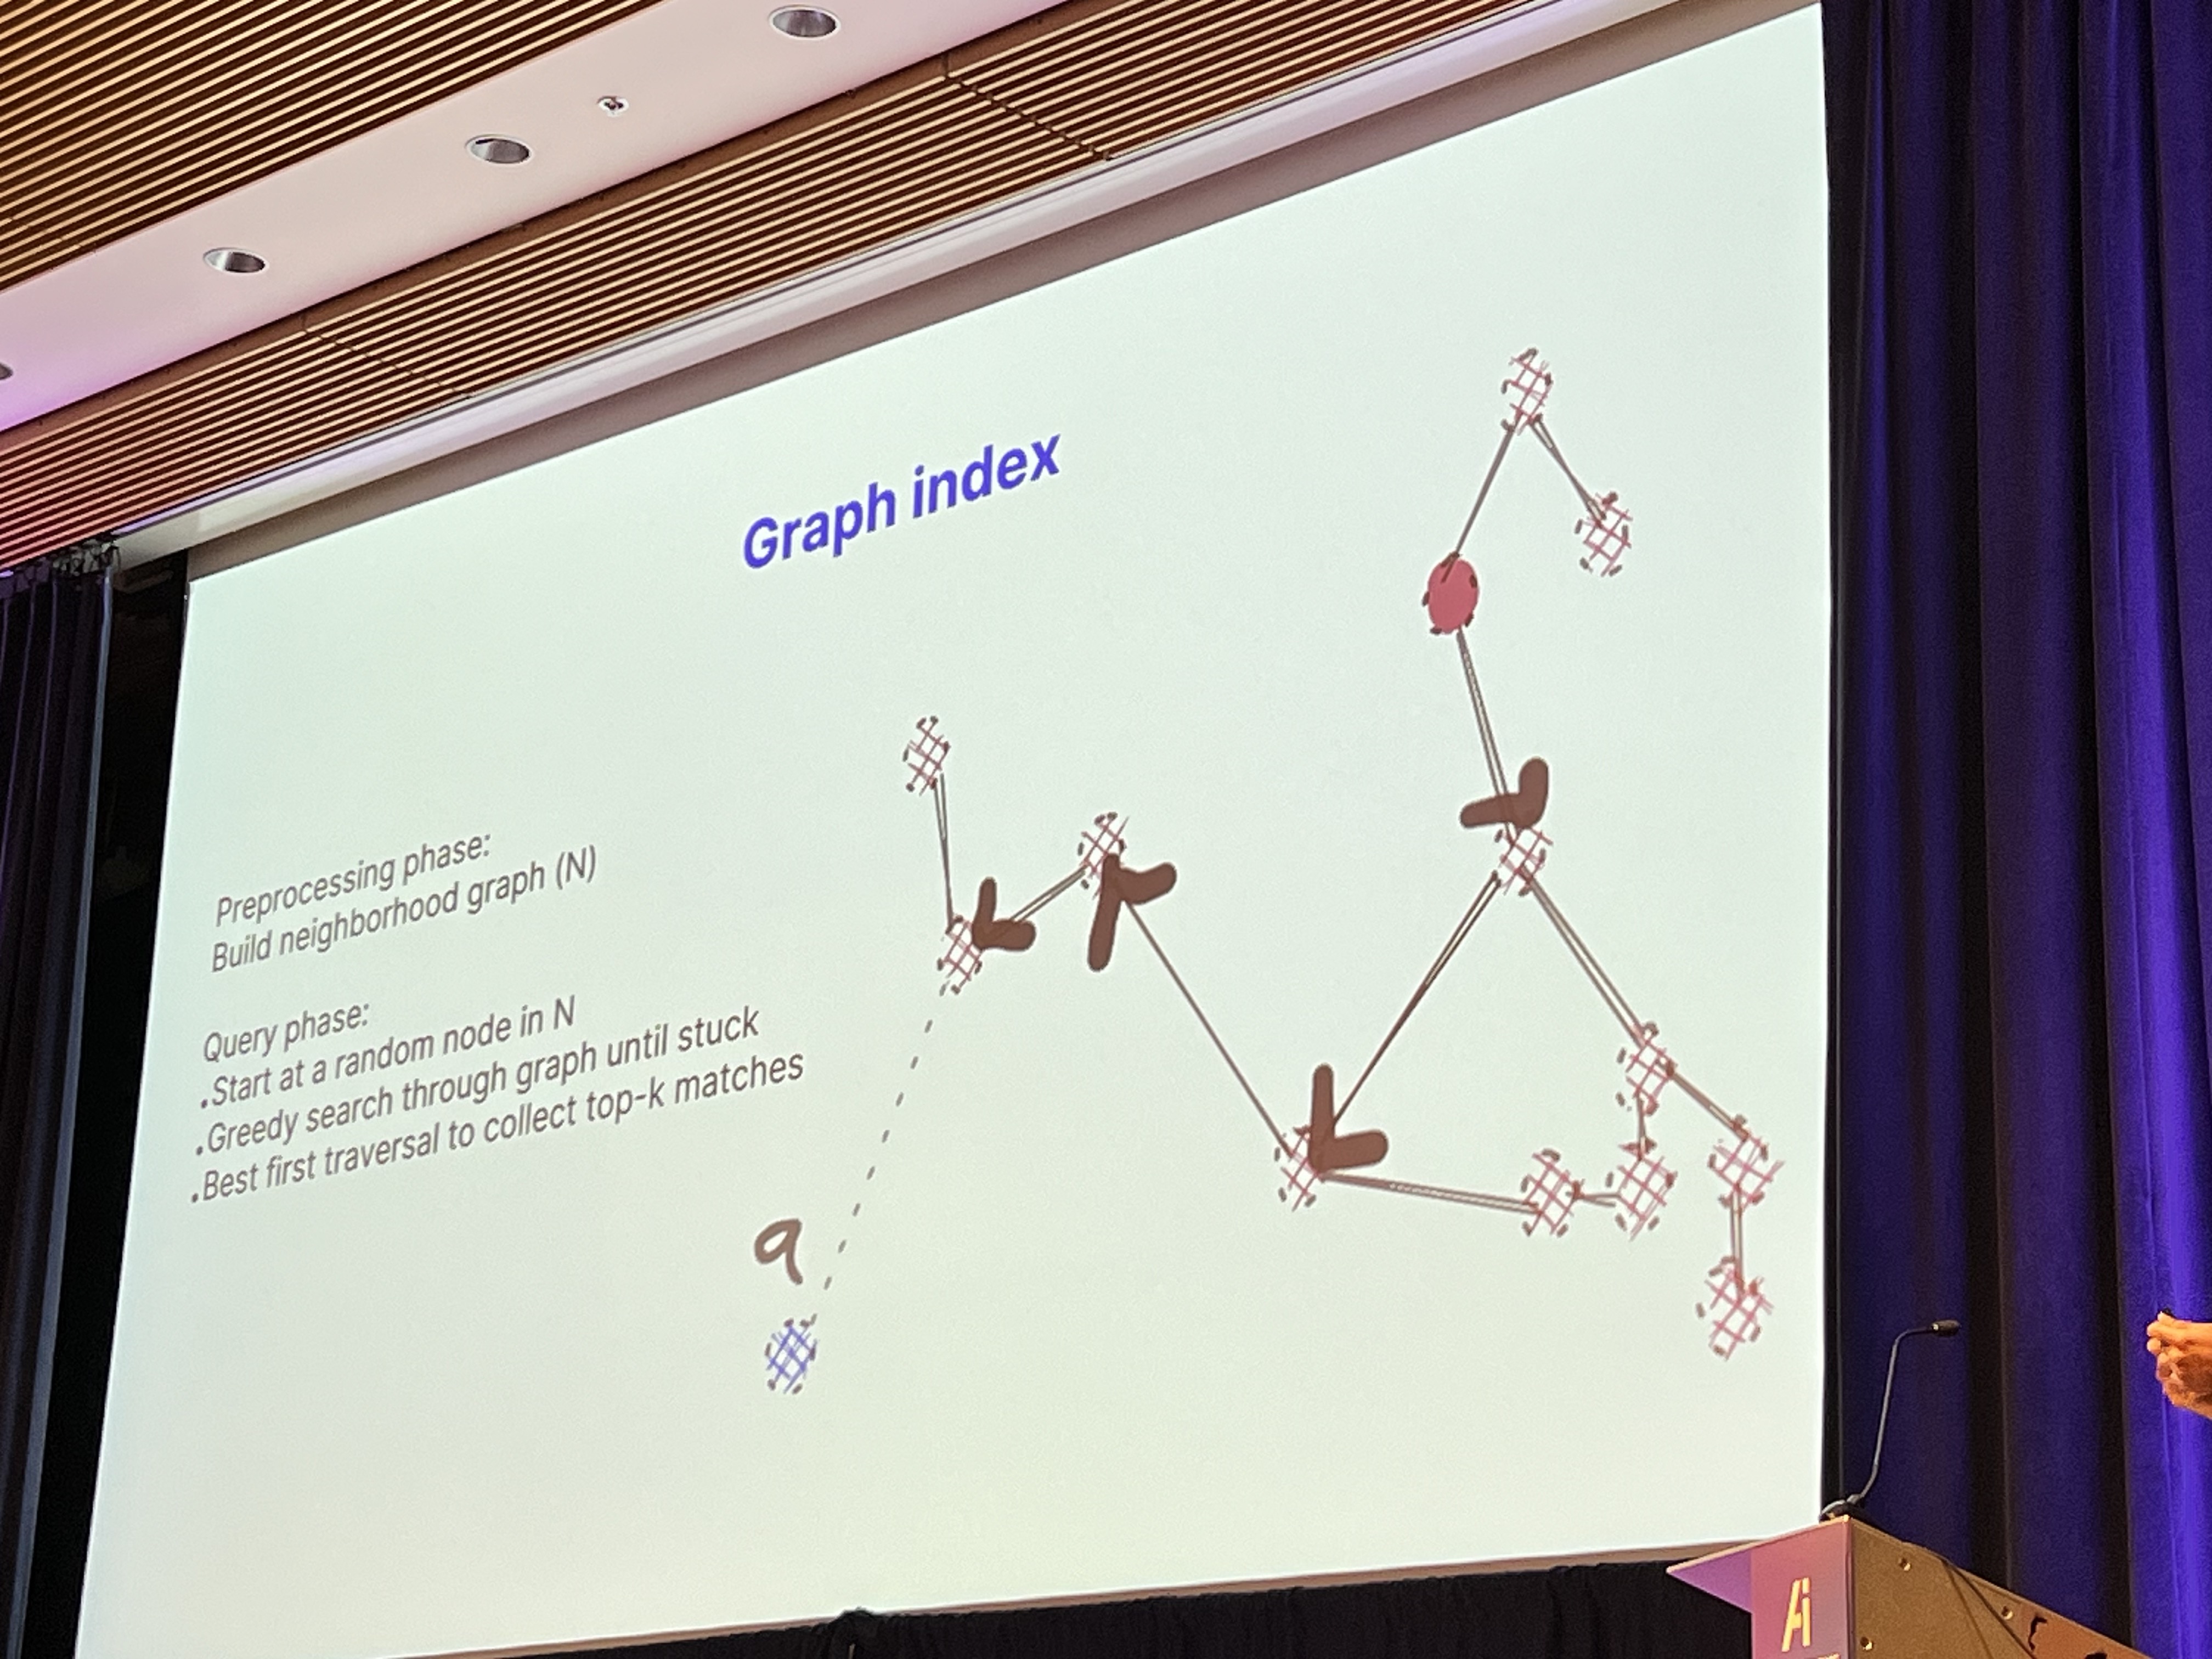 Graph index
Preprocessing phase:
Build neighborhood graph (N)
Query phase:
.Start at a random node in N
.Greedy search through graph until stuck
.Best first traversal to collect top-k matches
q
Ai